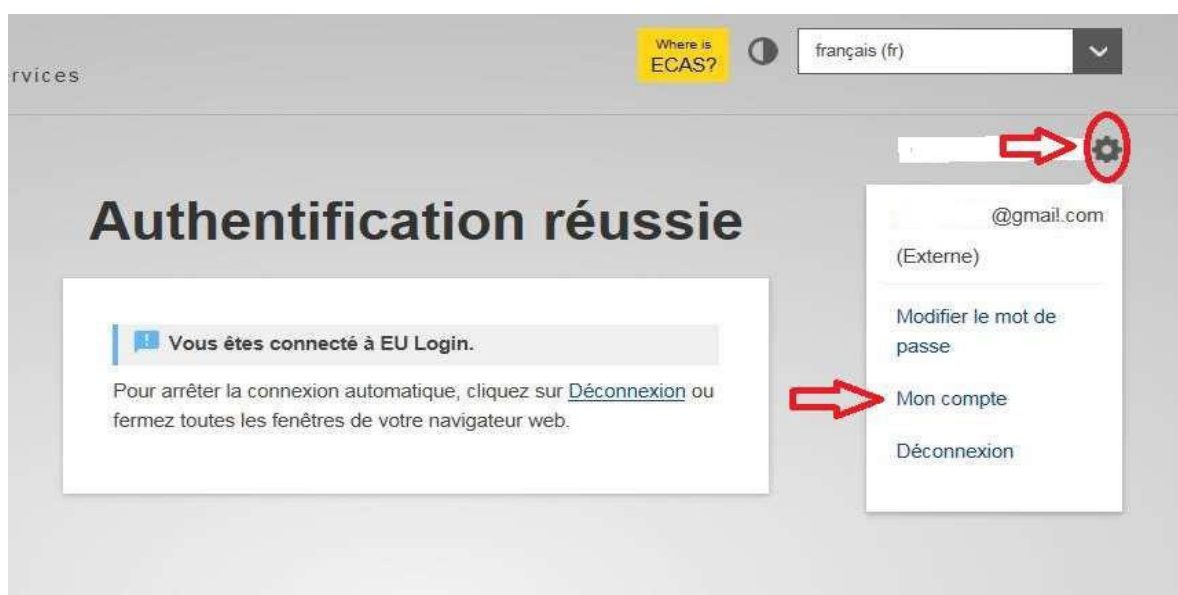 Where is
ECAS?
français (fr)
rvices
Authentification réussie
@gmail.com
(Externe)
Vous êtes connecté à EU Login.
Pour arrêter la connexion automatique, cliquez sur Déconnexion ou
fermez toutes les fenêtres de votre navigateur web.
Modifier le mot de
passe
Mon compte
Déconnexion